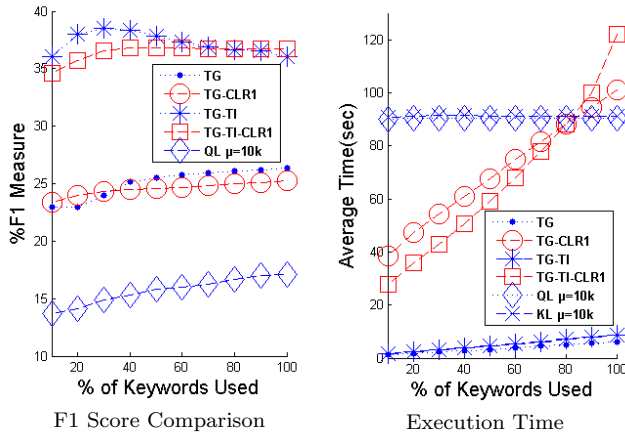 40
35
30
25
20
15
10
%F1 Measure
20 40 60 80 100
% of Keywords Used
TG
TG-CLR1
TG-TI
TG-TI-CLR1
QL μ=10k
F1 Score Comparison
120
100
80
60
40
20
0
Average Time(sec)
20 40 60 80 100
% of Keywords Used
TG
TG-CLR1
TG-TI
TG-TI-CLR1
QL μ=10k
KL μ=10k
Execution Time